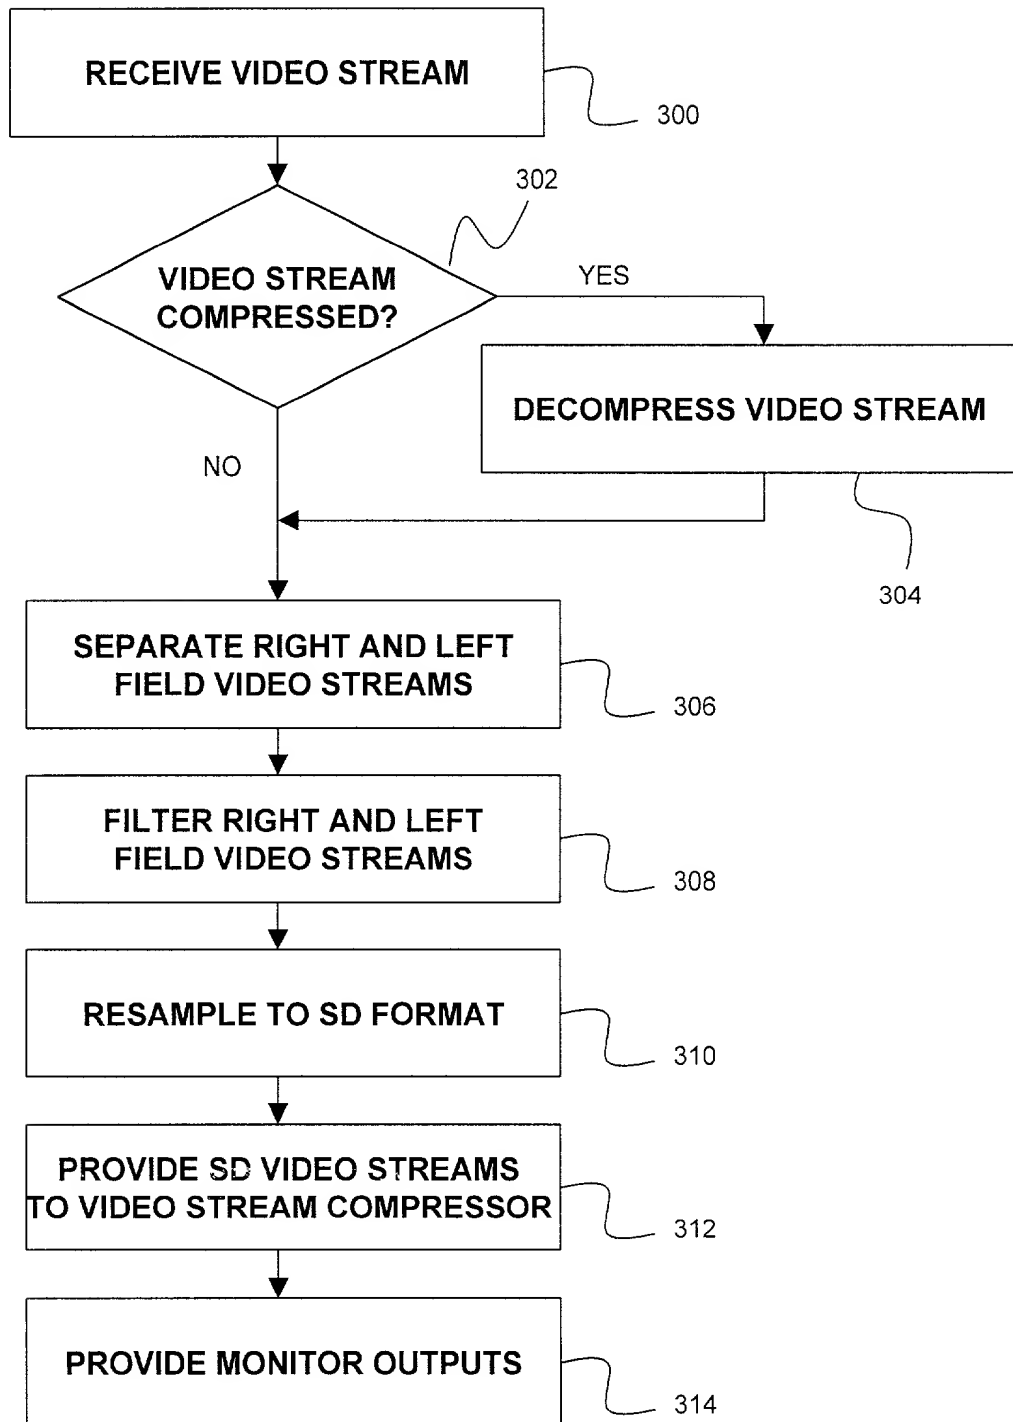 RECEIVE VIDEO STREAM
300
302
VIDEO STREAM
COMPRESSED?
YES
DECOMPRESS VIDEO STREAM
NO
304
SEPARATE RIGHT AND LEFT
FIELD VIDEO STREAMS
306
FILTER RIGHT AND LEFT
FIELD VIDEO STREAMS
308
RESAMPLE TO SD FORMAT
310
PROVIDE SD VIDEO STREAMS
TO VIDEO STREAM COMPRESSOR
312
PROVIDE MONITOR OUTPUTS
314